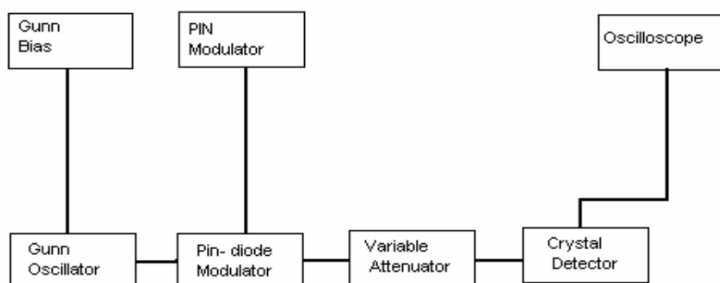 Gunn
Bias
PIN
Modulator
Oscilloscope
Gunn
Oscillator
Pin- diode
Modulator
Variable
Attenuator
Crystal
Detector